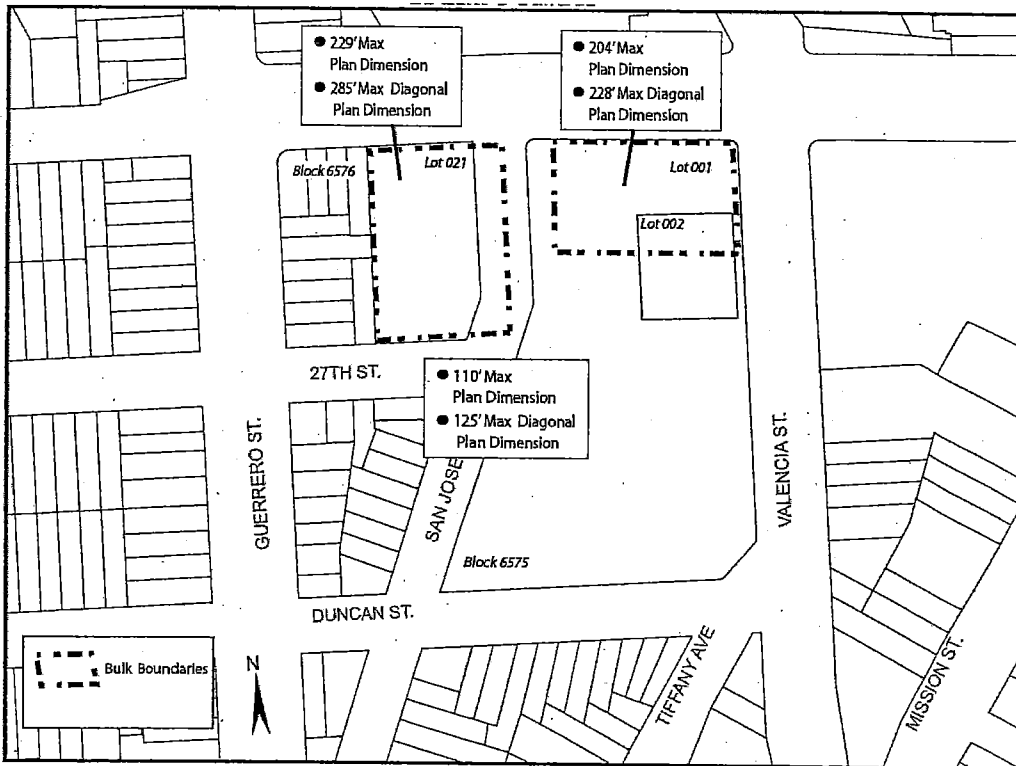 ● 229' Max
Plan Dimension
● 285' Max Diagonal
Plan Dimension
● 204' Max
Plan Dimension
● 228' Max Diagonal
Plan Dimension
Block 6576
Lot 021
Lot 001
Lot 002
27TH ST.
● 110' Max
Plan Dimension
● 125' Max Diagonal
Plan Dimension
GUERRERO ST.
SAN JOSE
VALENCIA ST.
Block 6575
DUNCAN ST.
TIFFANY AVE
MISSION ST.
Bulk Boundaries
N